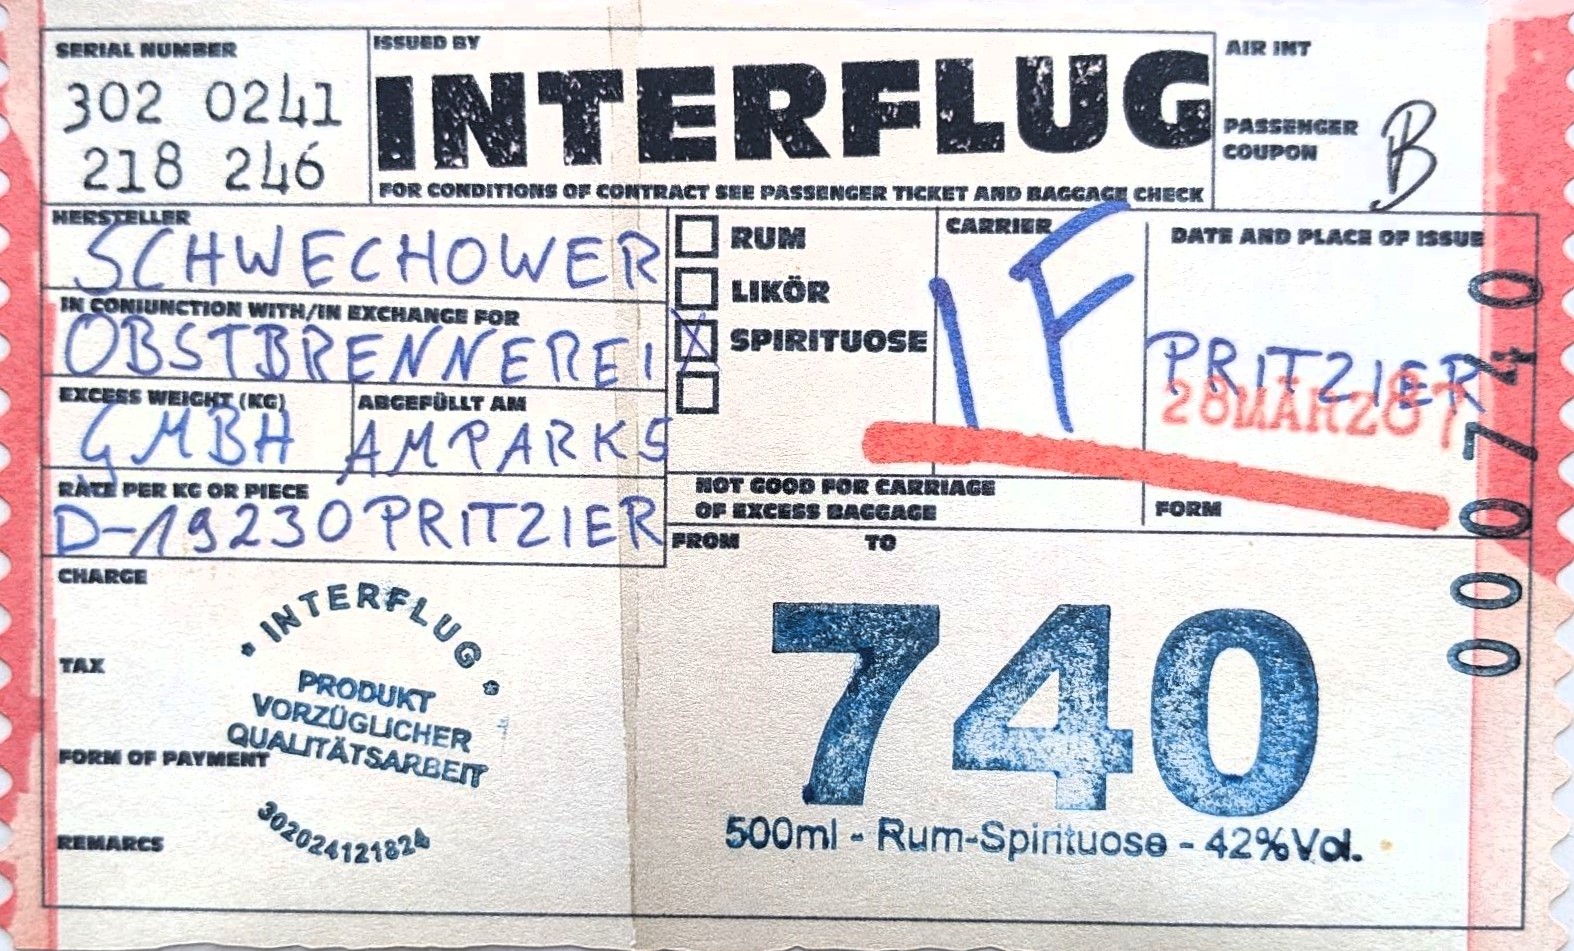 SERIAL NUMBER
302 0241
218 246
ISSUED BY
INTERFLUG
FOR CONDITIONS OF CONTRACT SEE PASSENGER TICKET AND BAGGAGE CHECK
AIR INT
PASSENGER
COUPON
B
HERSTELLER
SCHWECHOWER
IN CONIUNCTION WITH/IN EXCHANGE FOR
OBSTBRENNEREI
EXCESS WEIGHT (KG)
GMBH
ABGEFÜLLT AM
AMPARK5
RATE PER KG OR PIECE
D-19230 PRITZIER
RUM
LIKÖR
X SPIRITUOSE
CARRIER
IF
DATE AND PLACE OF ISSUE
PRITZIER
28MÄRZ87
NOT GOOD FOR CARRIAGE
OF EXCESS BAGGAGE
FORM
FROM TO
CHARGE
TAX
FORM OF PAYMENT
REMARCS
* INTERFLUG *
PRODUKT
VORZÜGLICHER
QUALITÄTSARBEIT
302024121824
740
500ml - Rum-Spirituose - 42%Vol.
000740